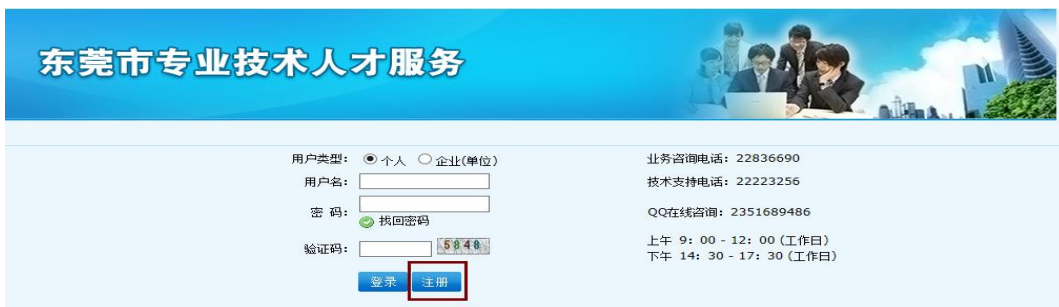 东莞市专业技术人才服务
用户类型： 个人 企业(单位)
用户名：
密 码：
找回密码
验证码： 5848
登录 注册
业务咨询电话：22836690
技术支持电话：22223256
QQ在线咨询：2351689486
上午 9：00 - 12：00 (工作日)
下午 14：30 - 17：30 (工作日)